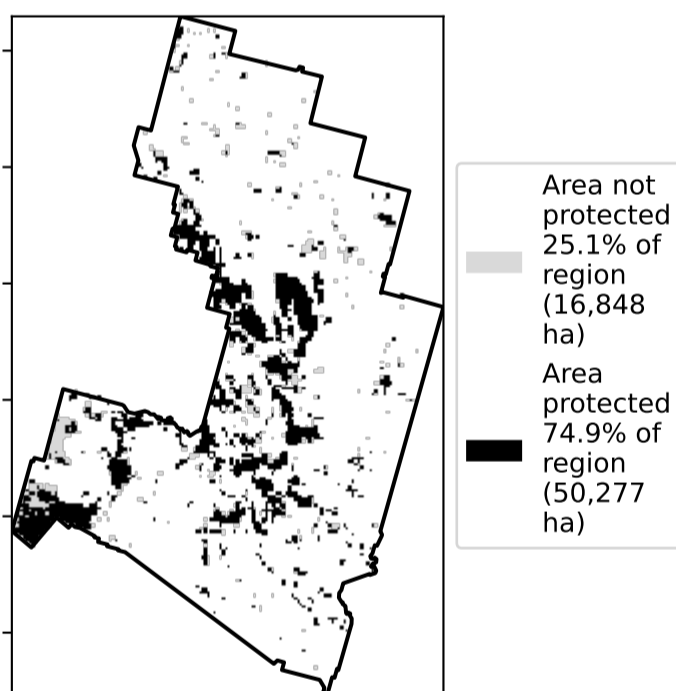 Area not
protected
25.1% of
region
(16,848
ha)
Area
protected
74.9% of
region
(50,277
ha)